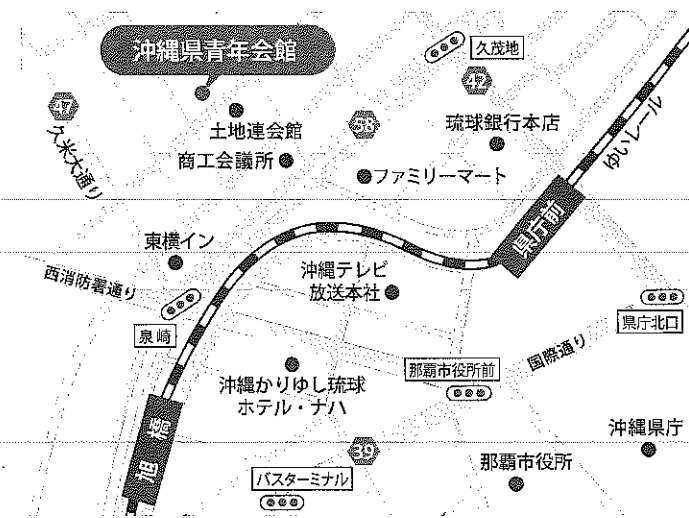 沖縄県青年会館
久茂地
42
47
58
土地連会館
琉球銀行本店
久米大通り
商工会議所
ファミリーマート
ゆいレール
県庁前
東横イン
沖縄テレビ
放送本社
西消防署通り
泉崎
県庁北口
国際通り
那覇市役所前
沖縄かりゆし琉球
ホテル・ナハ
旭橋
39
沖縄県庁
那覇市役所
バスターミナル